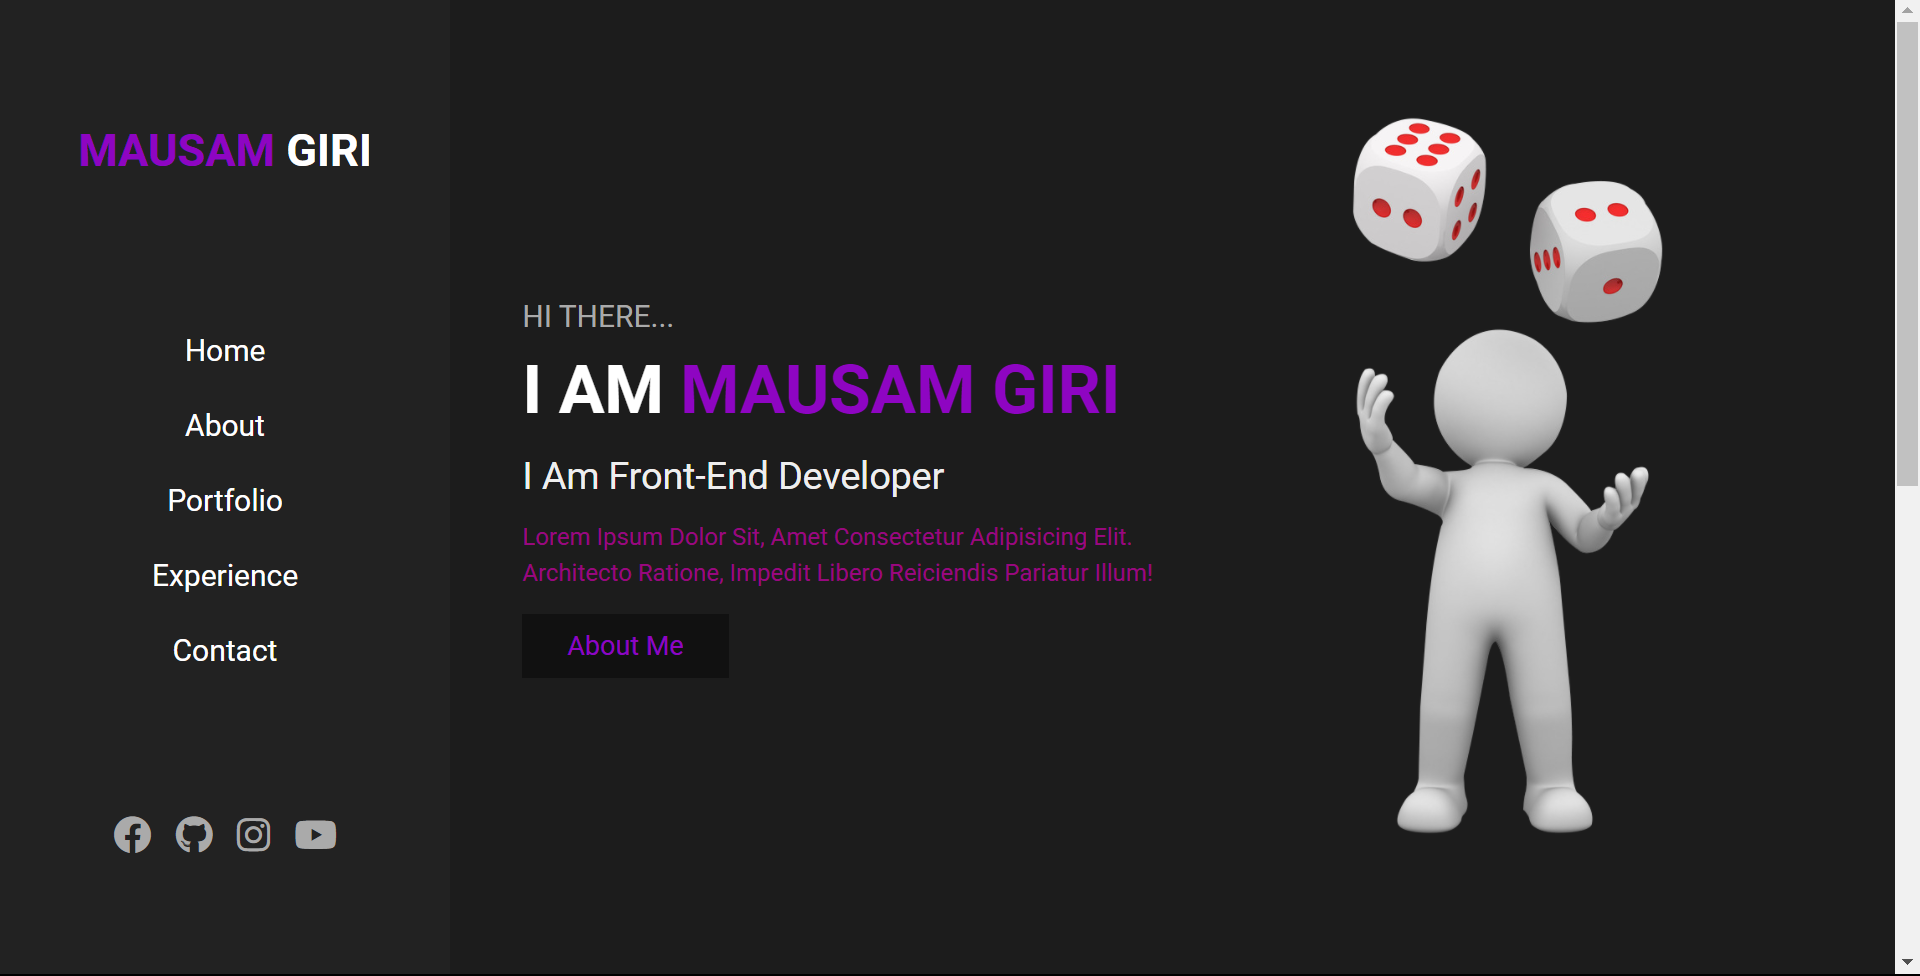 MAUSAM GIRI
Home
About
Portfolio
Experience
Contact
HI THERE...
I AM MAUSAM GIRI
I Am Front-End Developer
Lorem Ipsum Dolor Sit, Amet Consectetur Adipisicing Elit.
Architecto Ratione, Impedit Libero Reiciendis Pariatur Illum!
About Me